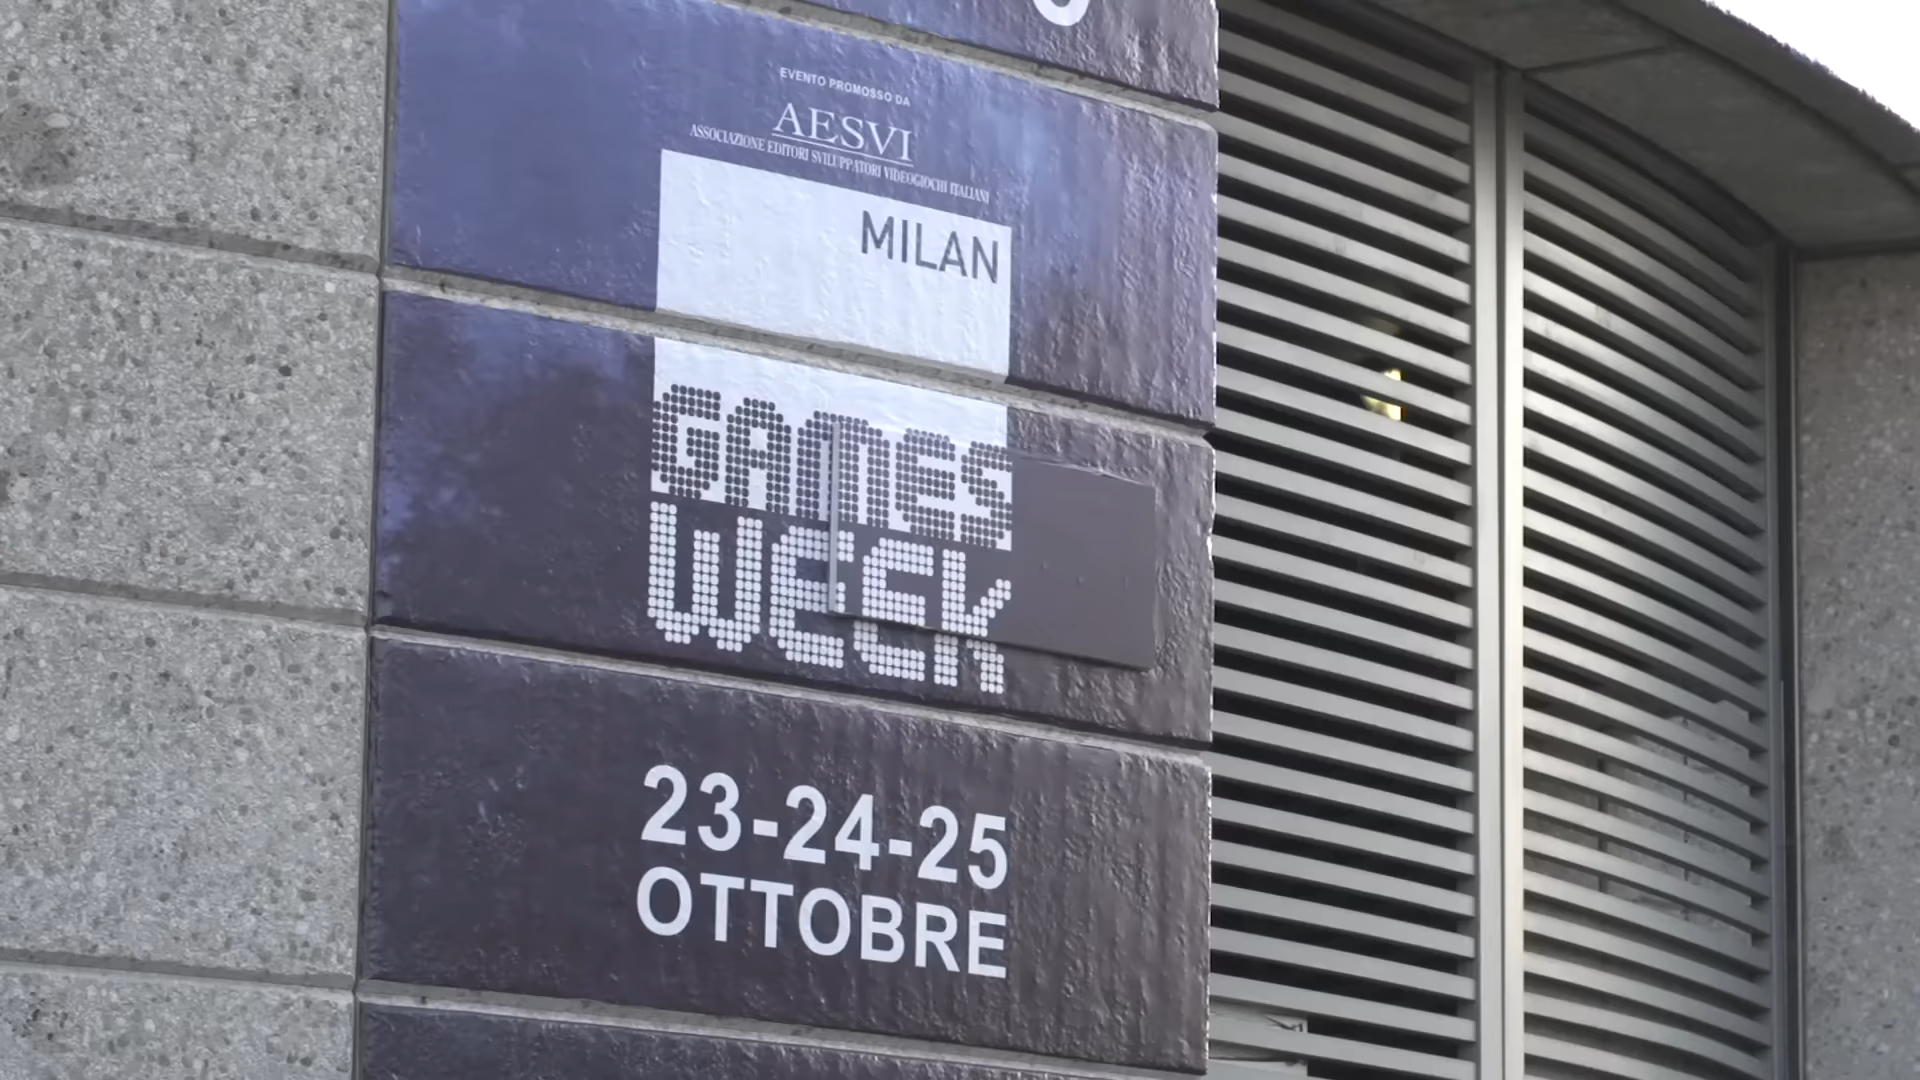 EVENTO PROMOSSO DA
AESVI
ASSOCIAZIONE EDITORI SVILUPPATORI VIDEOGIOCHI ITALIANI
MILAN
GAMES
WEEK
23-24-25
OTTOBRE